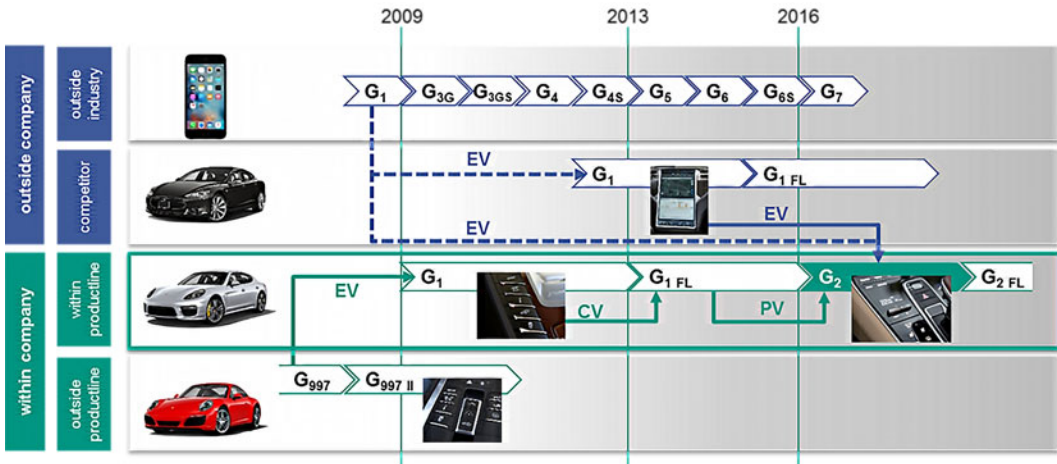 2009 2013 2016
outside company
outside
industry
G1 G3G G3GS G4 G4S G5 G6 G6S G7
competitor
EV
G1 G1 FL
EV
EV
within company
within
productline
EV
G1 G1 FL G2 G2 FL
CV PV
outside
productline
G997 G997 II